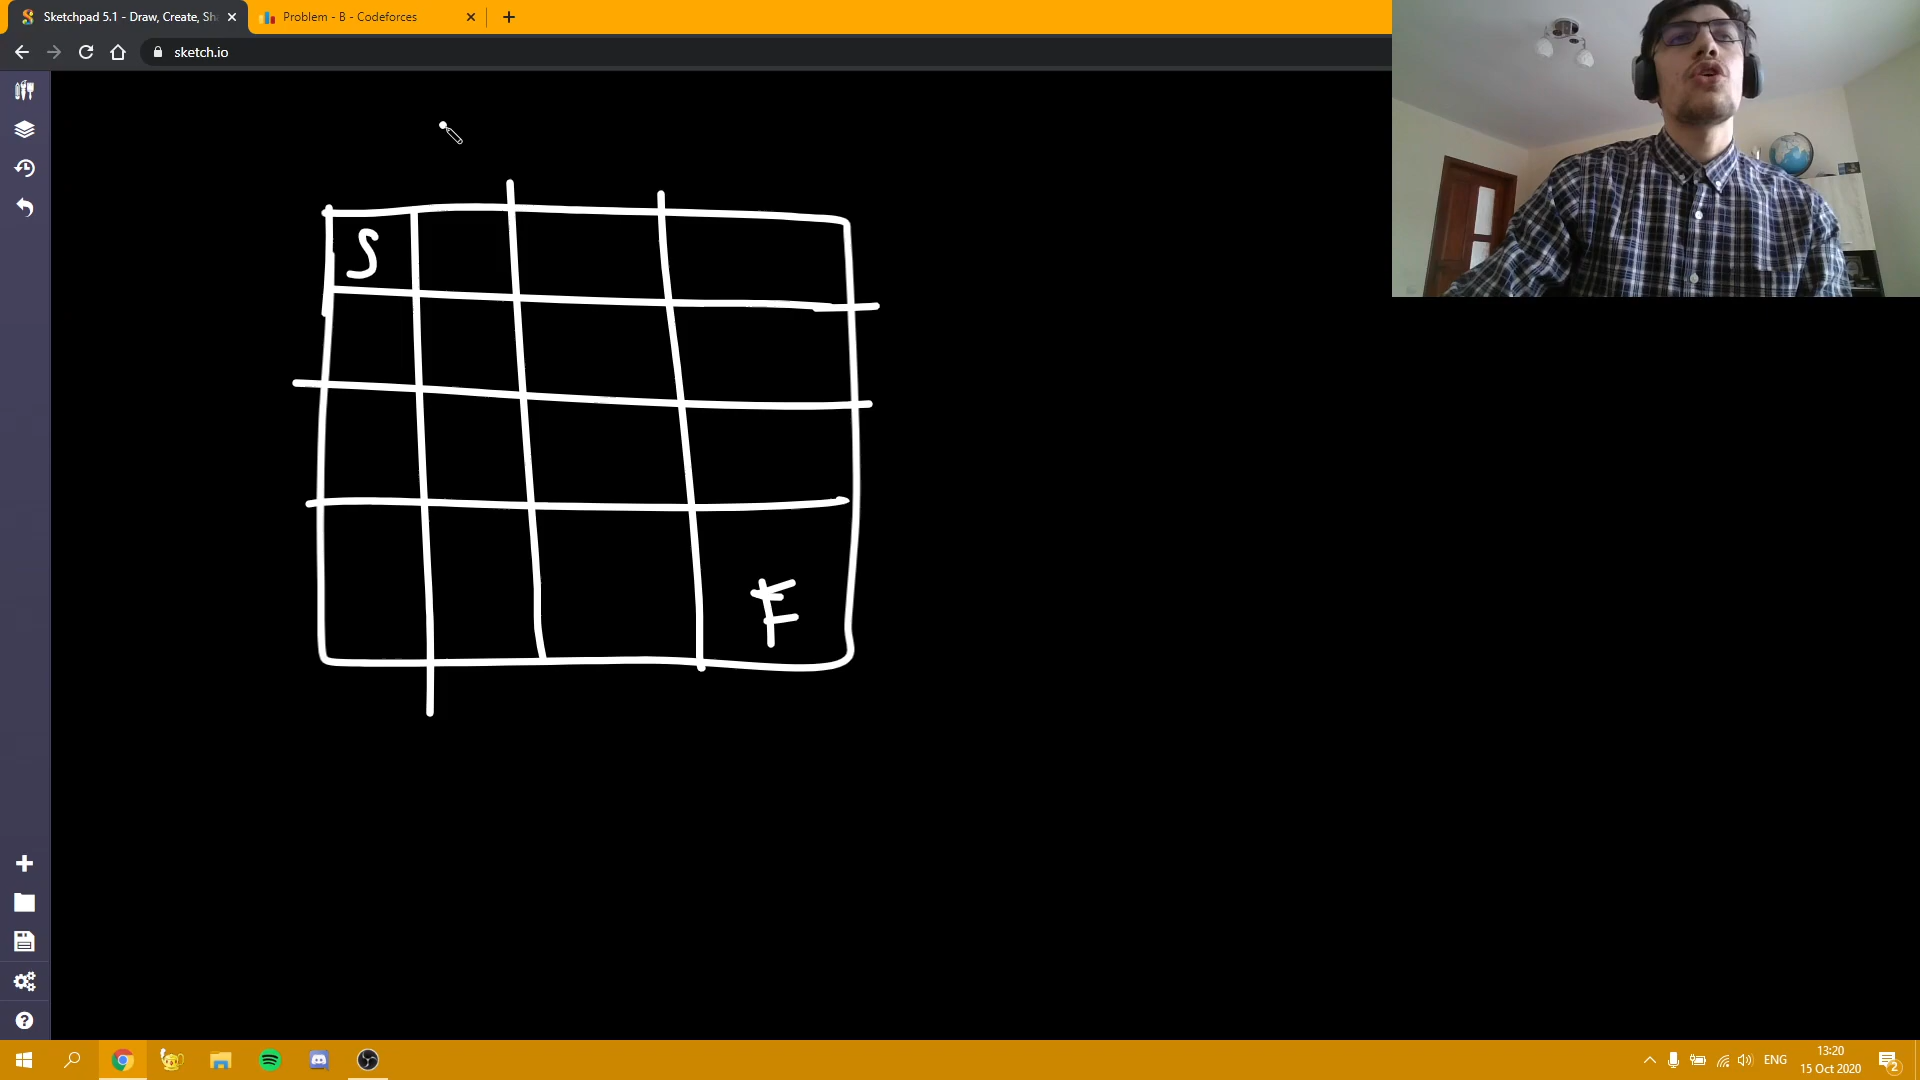 Sketchpad 5.1 - Draw, Create, Sh
Problem - B - Codeforces
sketch.io
S
F
ENG
13:20
15 Oct 2020
2